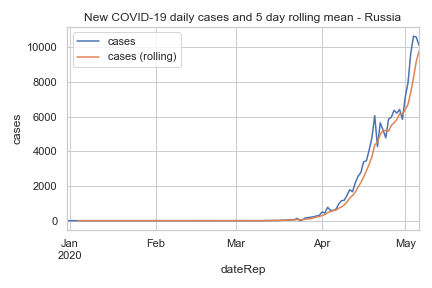 New COVID-19 daily cases and 5 day rolling mean - Russia
cases
cases (rolling)
10000
8000
6000
4000
2000
0
cases
Jan
2020
Feb
Mar
Apr
May
dateRep